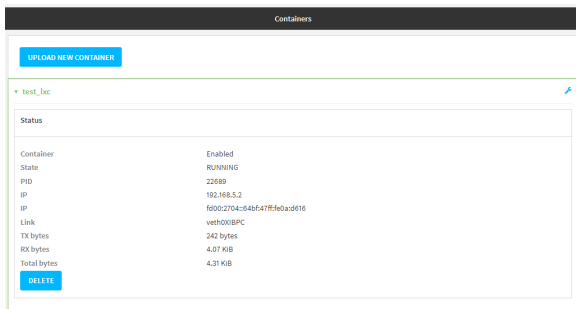 Containers
UPLOAD NEW CONTAINER
test_lxc
Status
Container Enabled
State RUNNING
PID 22689
IP 192.168.5.2
IP fd00:2704::64bf:47ff:fe0a:d616
Link veth0XIBPC
TX bytes 242 bytes
RX bytes 4.07 KiB
Total bytes 4.31 KiB
DELETE